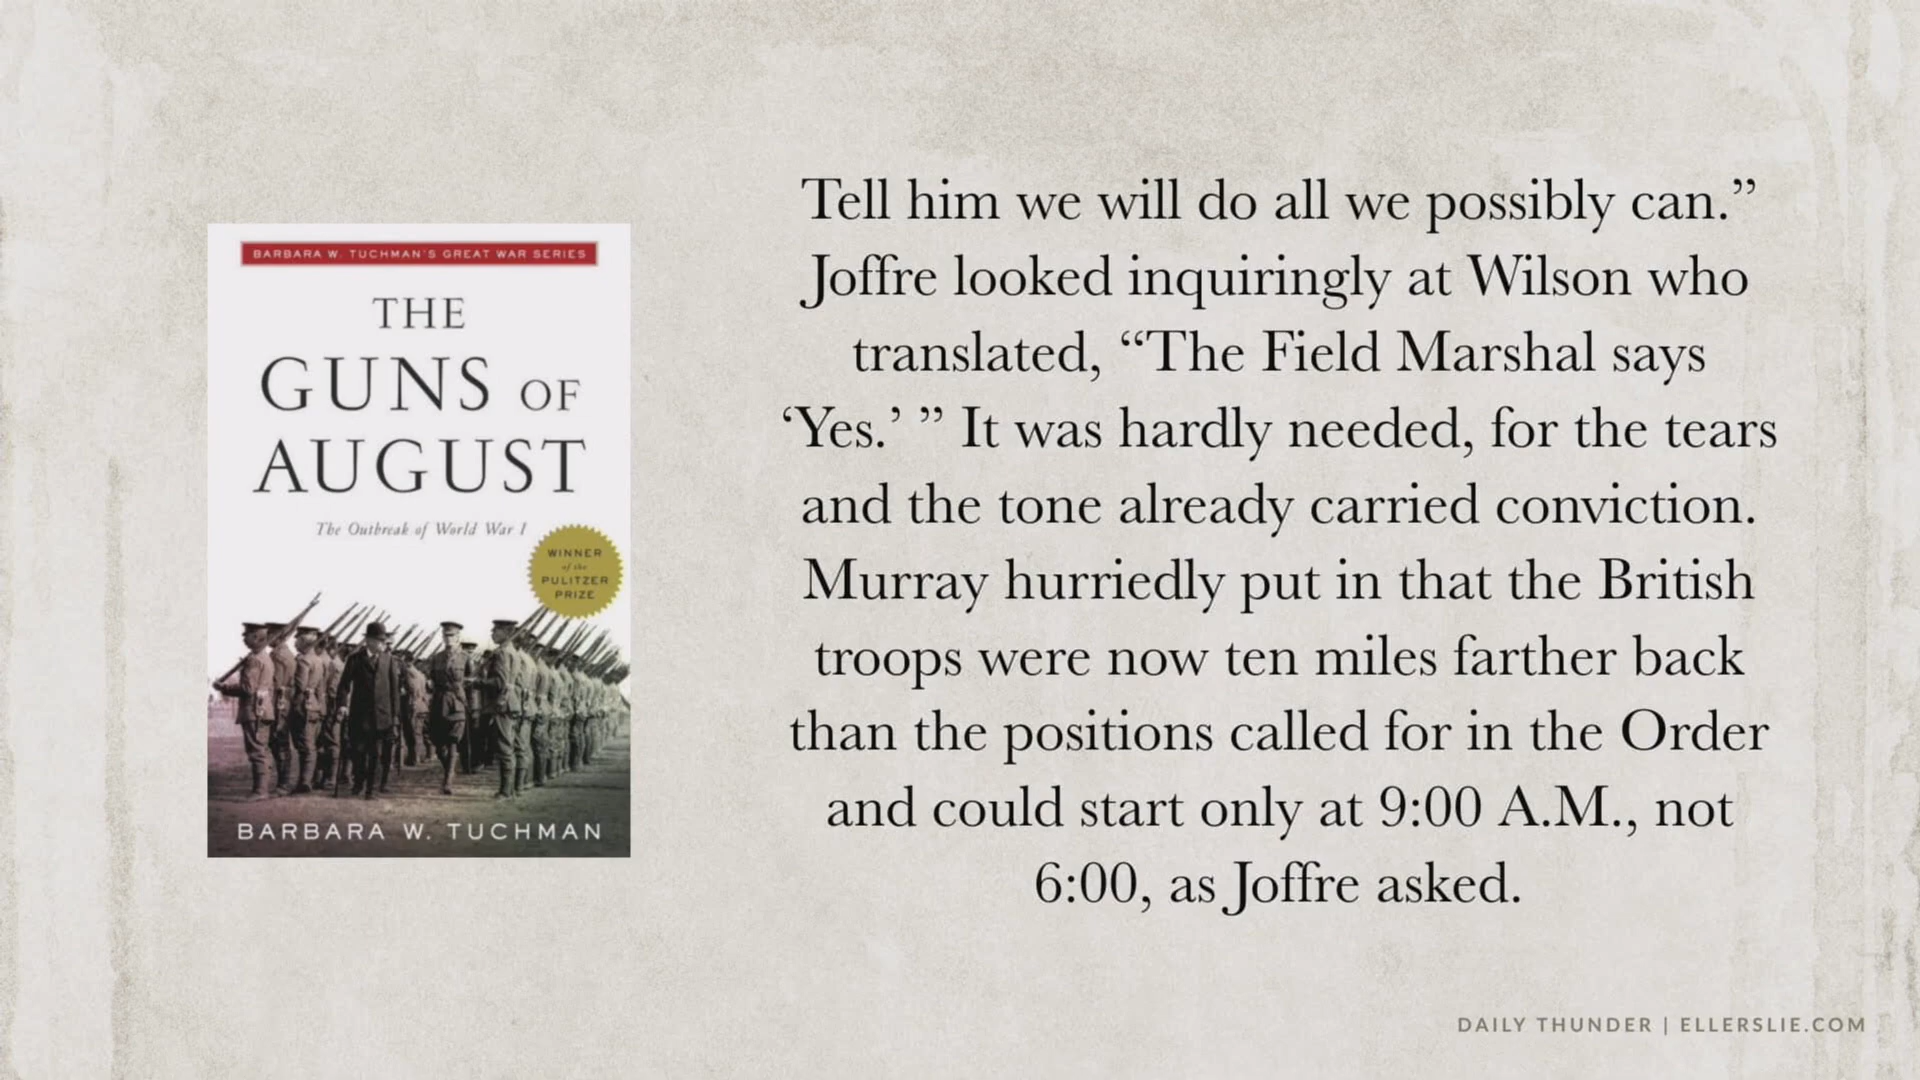 BARBARA W. TUCHMAN'S GREAT WAR SERIES
THE
GUNS OF
AUGUST
The Outbreak of World War I
WINNER
of the
PULITZER
PRIZE
BARBARA W. TUCHMAN
Tell him we will do all we possibly can.”
Joffre looked inquiringly at Wilson who
translated, “The Field Marshal says
‘Yes.’ ” It was hardly needed, for the tears
and the tone already carried conviction.
Murray hurriedly put in that the British
troops were now ten miles farther back
than the positions called for in the Order
and could start only at 9:00 A.M., not
6:00, as Joffre asked.
DAILY THUNDER | ELLERSLIE.COM